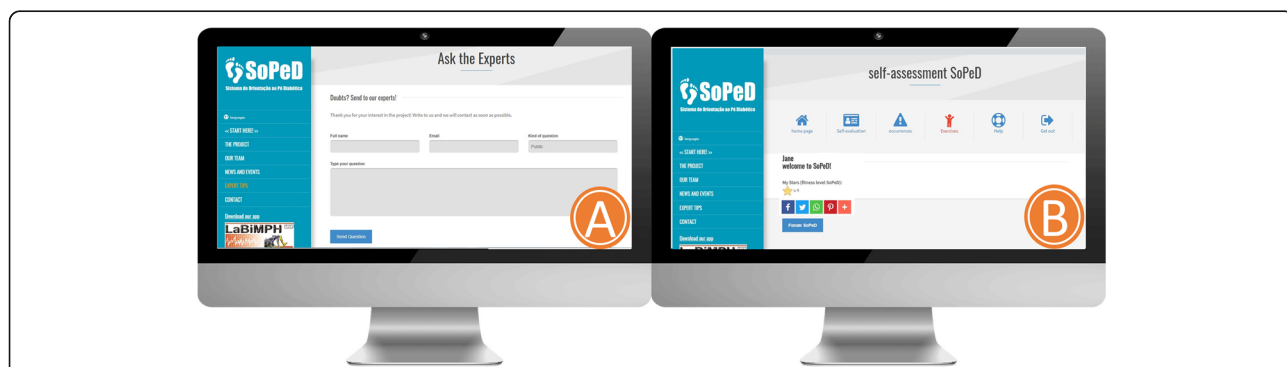 SoPeD
Sistema de Orientação ao Pé Diabético
languages
<< START HERE! >>
THE PROJECT
OUR TEAM
NEWS AND EVENTS
EXPERT TIPS
CONTACT
Download our app
LaBiMPH
Ask the Experts
Doubts? Send to our experts!
Thank you for your interest in the project! Write to us and we will contact as soon as possible.
Full name Email Kind of question
Public
Type your question
Send Question
A
SoPeD
Sistema de Orientação ao Pé Diabético
languages
<< START HERE! >>
THE PROJECT
OUR TEAM
NEWS AND EVENTS
EXPERT TIPS
CONTACT
Download our app
LaBiMPH
self-assessment SoPeD
home page Self-evaluation occurrences Exercises Help Get out
Jane
welcome to SoPeD!
My Stars (fitness level SoPeD):
Forum SoPeD
B